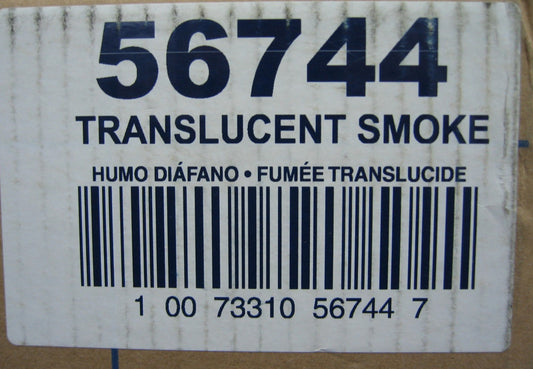 56744
TRANSLUCENT SMOKE
HUMO DIÁFANO • FUMÉE TRANSLUCIDE
1 00 73310 56744 7